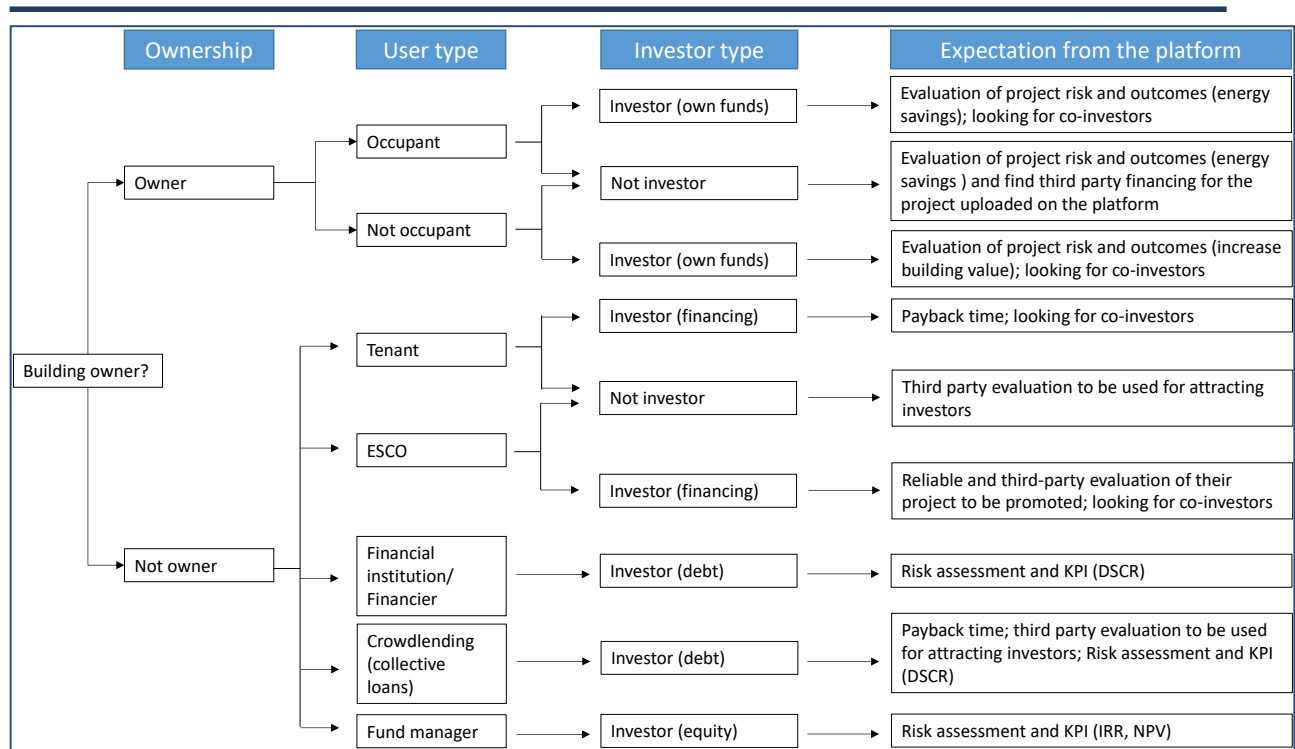 Ownership
User type
Investor type
Expectation from the platform
Building owner?
Owner
Not owner
Occupant
Not occupant
Tenant
ESCO
Financial
institution/
Financier
Crowdlending
(collective
loans)
Fund manager
Investor (own funds)
Not investor
Investor (own funds)
Investor (financing)
Not investor
Investor (financing)
Investor (debt)
Investor (debt)
Investor (equity)
Evaluation of project risk and outcomes (energy
savings); looking for co-investors
Evaluation of project risk and outcomes (energy
savings ) and find third party financing for the
project uploaded on the platform
Evaluation of project risk and outcomes (increase
building value); looking for co-investors
Payback time; looking for co-investors
Third party evaluation to be used for attracting
investors
Reliable and third-party evaluation of their
project to be promoted; looking for co-investors
Risk assessment and KPI (DSCR)
Payback time; third party evaluation to be used
for attracting investors; Risk assessment and KPI
(DSCR)
Risk assessment and KPI (IRR, NPV)